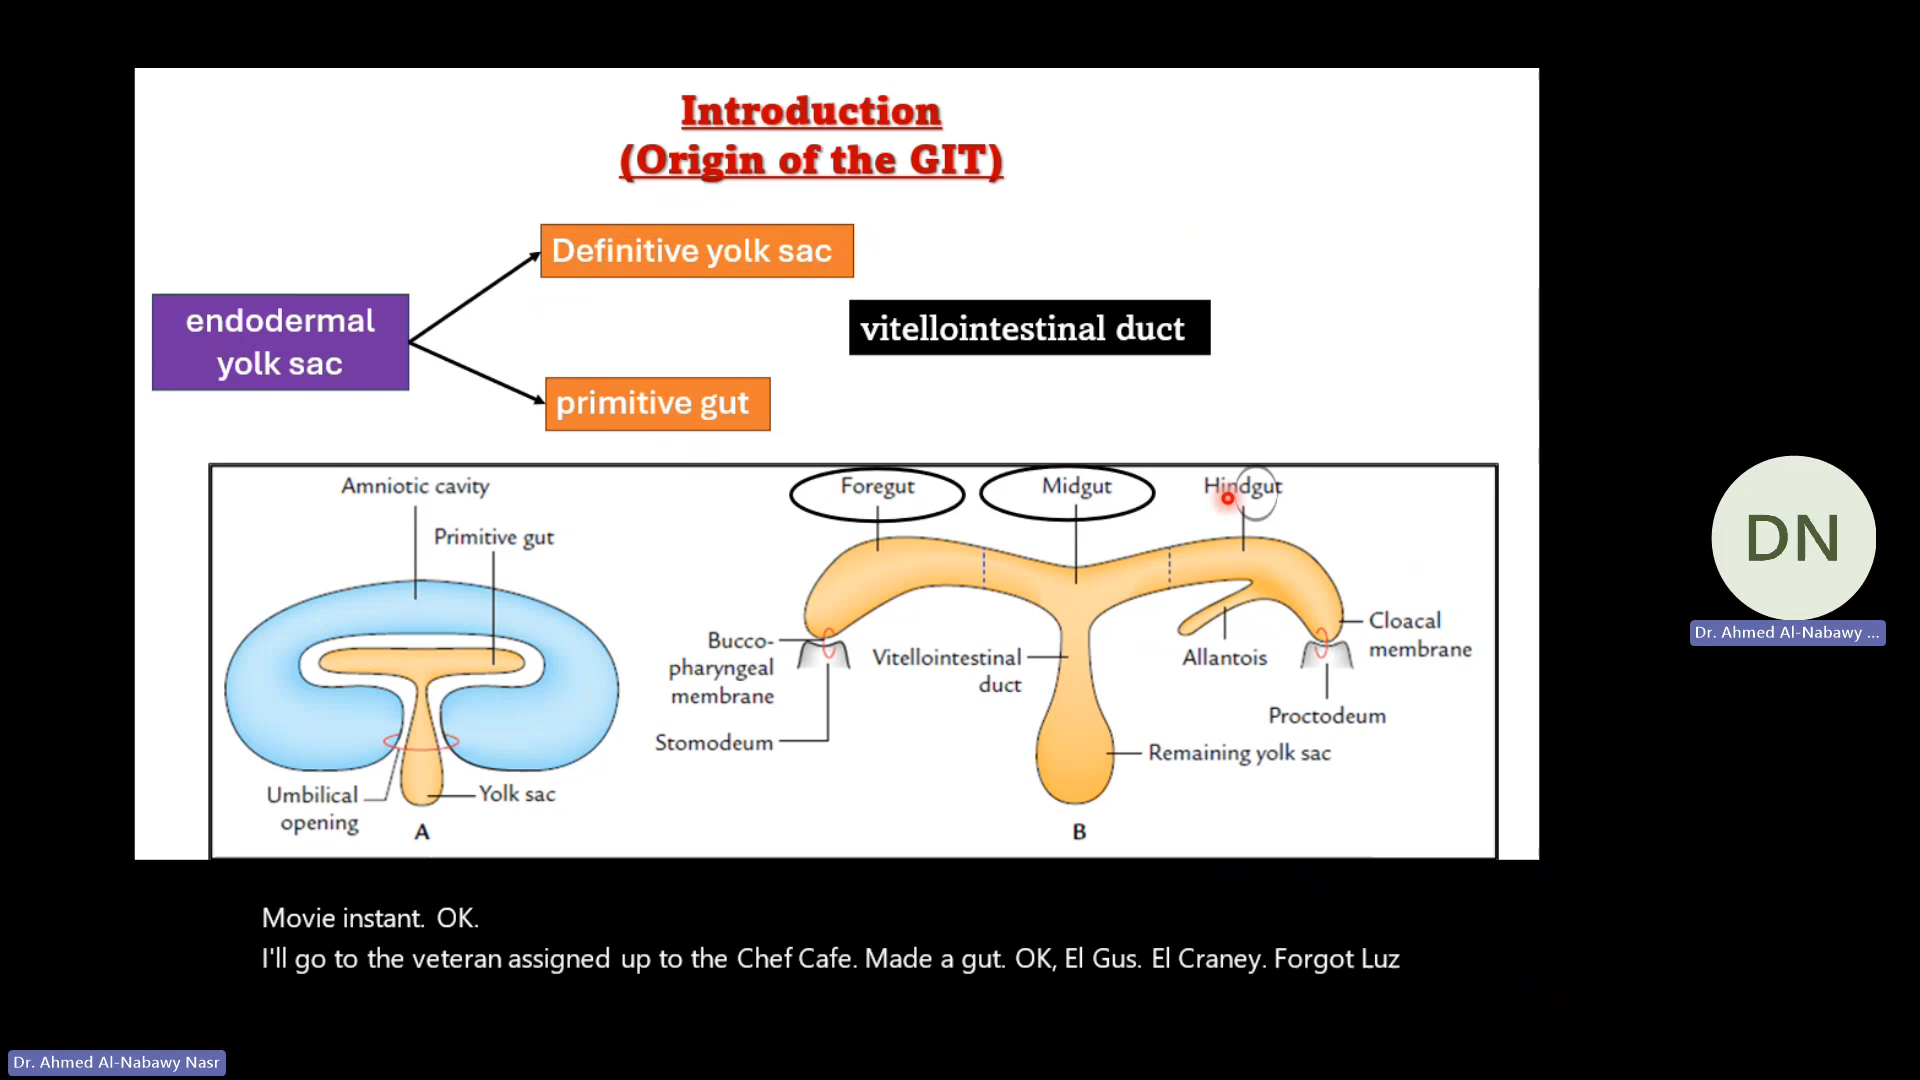 Introduction
(Origin of the GIT)
Definitive yolk sac
endodermal
yolk sac
vitellointestinal duct
primitive gut
Amniotic cavity
Primitive gut
Umbilical
opening
Yolk sac
A
Foregut
Midgut
Hindgut
Bucco-
pharyngeal
membrane
Stomodeum
Vitellointestinal
duct
Allantois
Cloacal
membrane
Proctodeum
Remaining yolk sac
B
DN
Dr. Ahmed Al-Nabawy ...
Movie instant. OK.
I'll go to the veteran assigned up to the Chef Cafe. Made a gut. OK, El Gus. El Craney. Forgot Luz
Dr. Ahmed Al-Nabawy Nasr